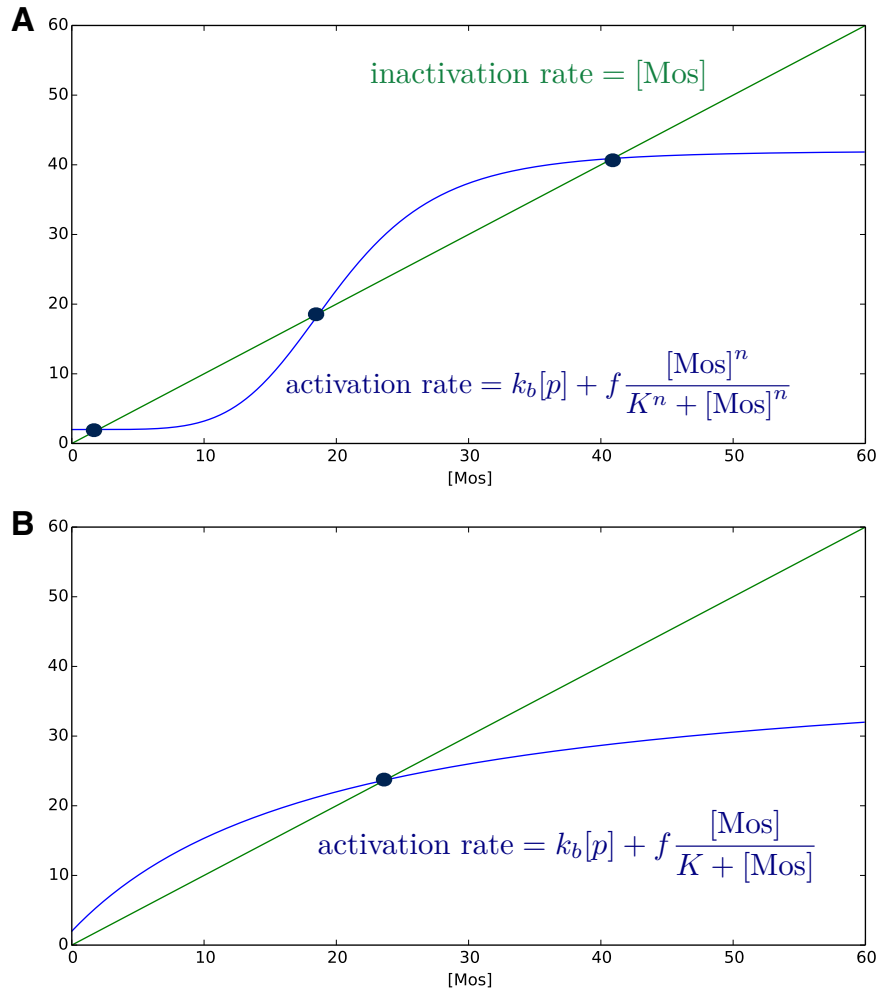 A
60
50
40
30
20
10
0
inactivation rate = [Mos]
activation rate = k_b[p] + f [Mos]^n / (K^n + [Mos]^n)
0 10 20 30 40 50 60
[Mos]
B
60
50
40
30
20
10
0
activation rate = k_b[p] + f [Mos] / (K + [Mos])
0 10 20 30 40 50 60
[Mos]